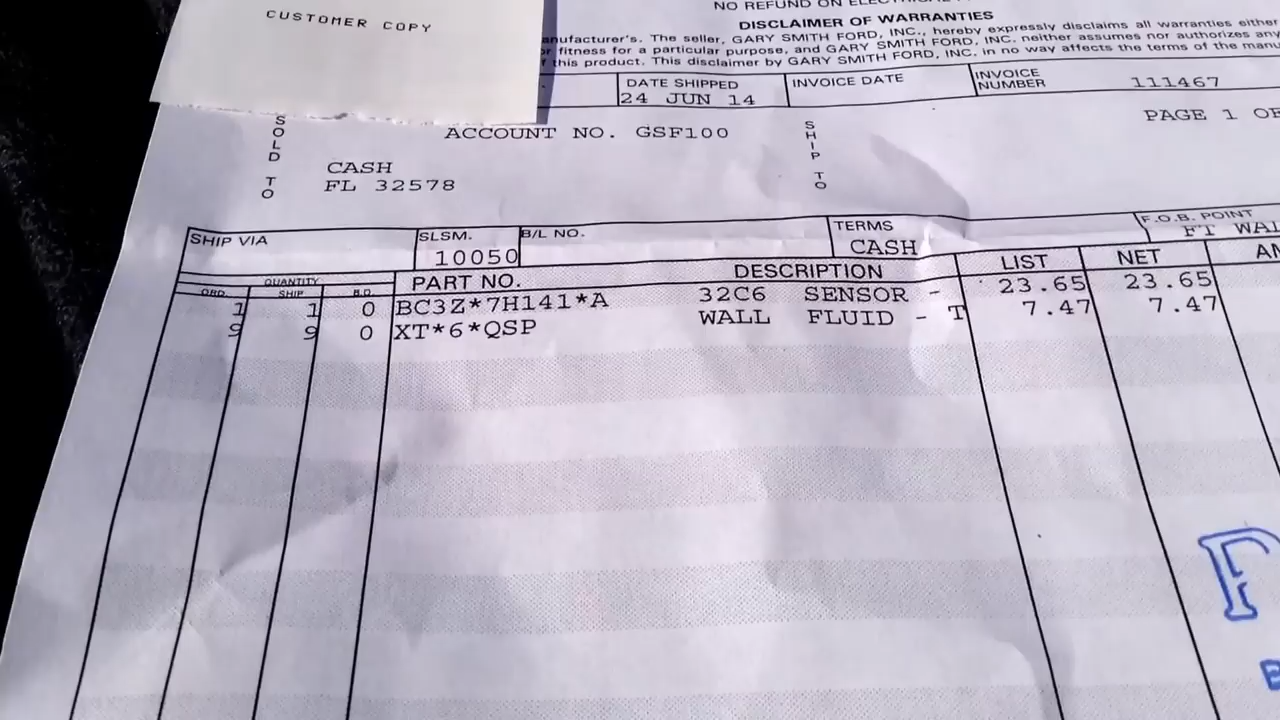 CUSTOMER COPY
NO REFUND ON
DISCLAIMER OF WARRANTIES
anufacturer's. The seller, GARY SMITH FORD, INC., hereby expressly disclaims all warranties either
or fitness for a particular purpose, and GARY SMITH FORD, INC. neither assumes nor authorizes any
this product. This disclaimer by GARY SMITH FORD, INC. in no way affects the terms of the manu
DATE SHIPPED
24 JUN 14
INVOICE DATE
INVOICE NUMBER
111467
PAGE 1 OF
SOLD TO
ACCOUNT NO. GSF100
SHIP TO
CASH
FL 32578
SHIP VIA
SLSM.
10050
B/L NO.
TERMS
CASH
F.O.B. POINT
FT WAL
QUANTITY
ORD. SHIP B.O.
PART NO. DESCRIPTION LIST NET AM
1 1 0 BC3Z*7H141*A 32C6 SENSOR - 23.65 23.65
9 9 0 XT*6*QSP WALL FLUID - T 7.47 7.47